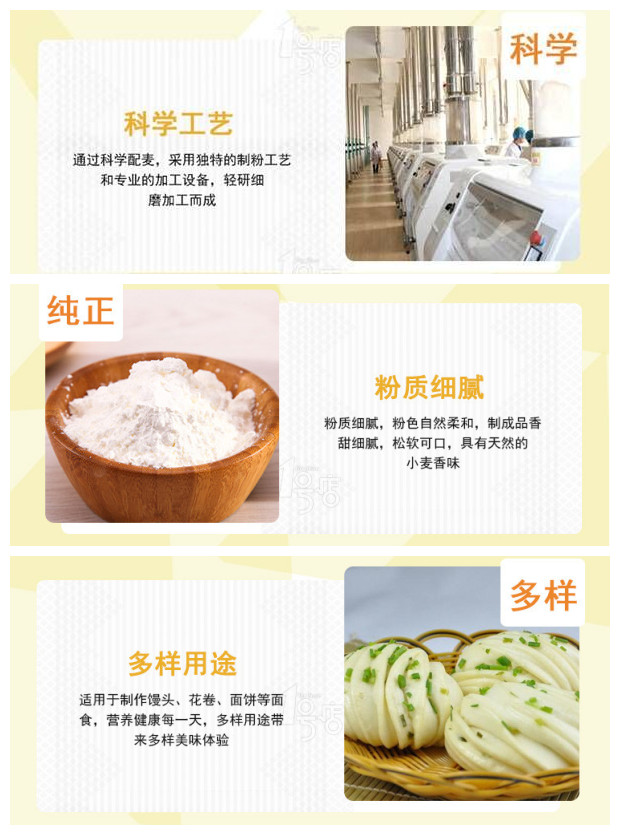 科学
科学工艺
通过科学配麦，采用独特的制粉工艺
和专业的加工设备，轻研细
磨加工而成
纯正
粉质细腻
粉质细腻，粉色自然柔和，制成品香
甜细腻，松软可口，具有天然的
小麦香味
多样
多样用途
适用于制作馒头、花卷、面饼等面
食，营养健康每一天，多样用途带
来多样美味体验
1号店